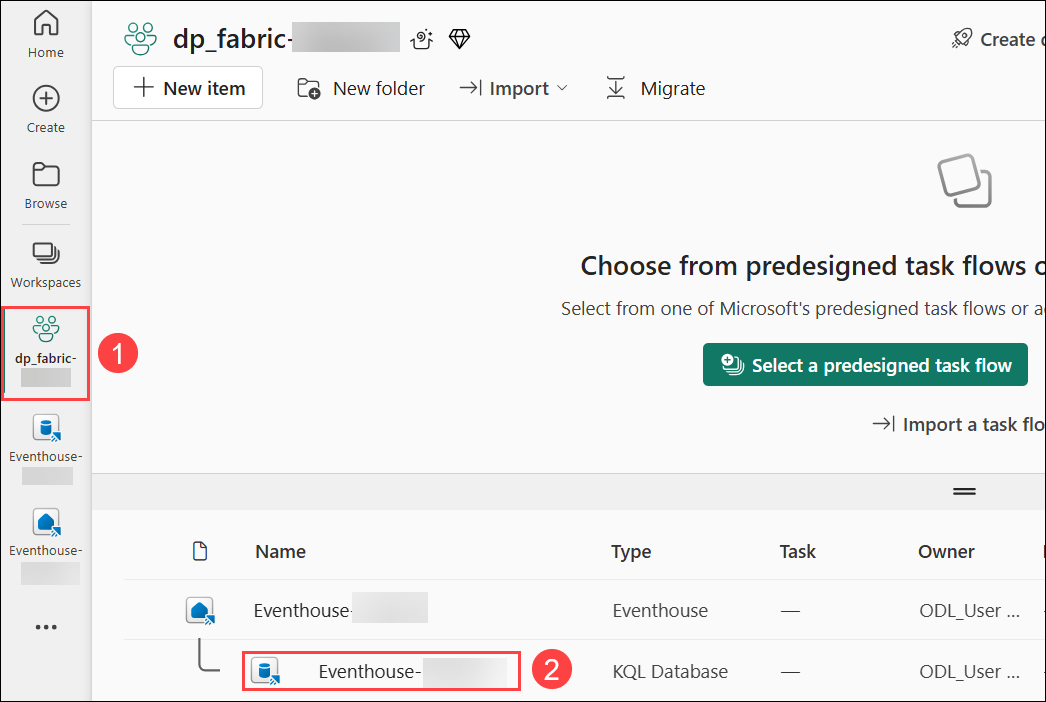 Home
Create
Browse
Workspaces
dp_fabric-
Eventhouse-
Eventhouse-
1
dp_fabric-
Create
New item
New folder
Import
Migrate
Choose from predesigned task flows
Select from one of Microsoft's predesigned task flows or
Select a predesigned task flow
Import a task flo
Name Type Task Owner
Eventhouse- Eventhouse — ODL_User ...
Eventhouse- 2 KQL Database — ODL_User ...